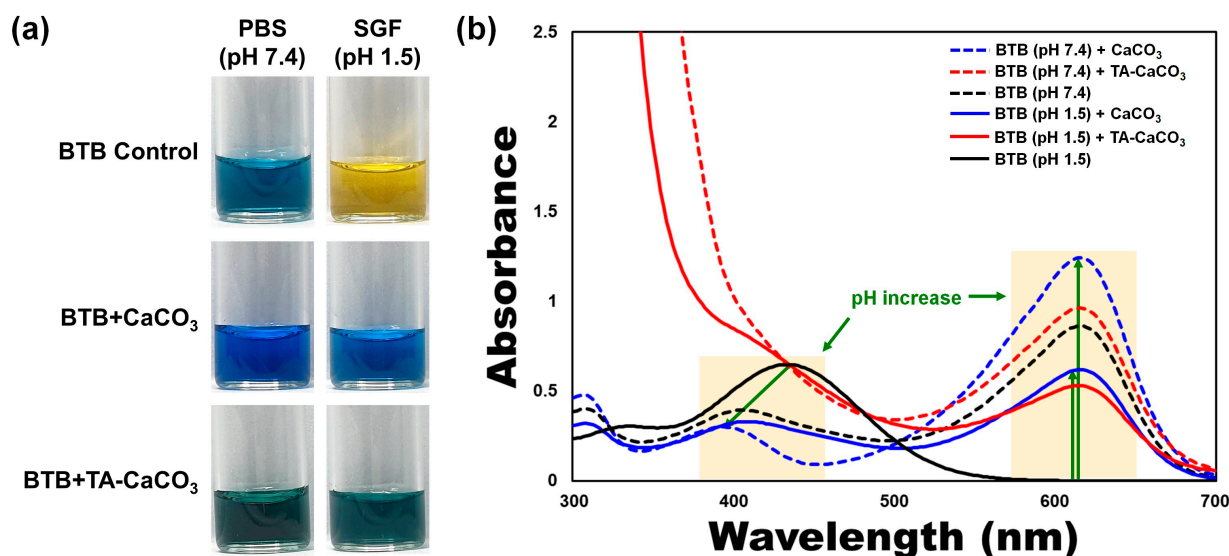 (a)
PBS
(pH 7.4)
SGF
(pH 1.5)
BTB Control
BTB+CaCO₃
BTB+TA-CaCO₃
(b)
Absorbance
2.5
2
1.5
1
0.5
0
300
400
500
600
700
Wavelength (nm)
BTB (pH 7.4) + CaCO₃
BTB (pH 7.4) + TA-CaCO₃
BTB (pH 7.4)
BTB (pH 1.5) + CaCO₃
BTB (pH 1.5) + TA-CaCO₃
BTB (pH 1.5)
pH increase